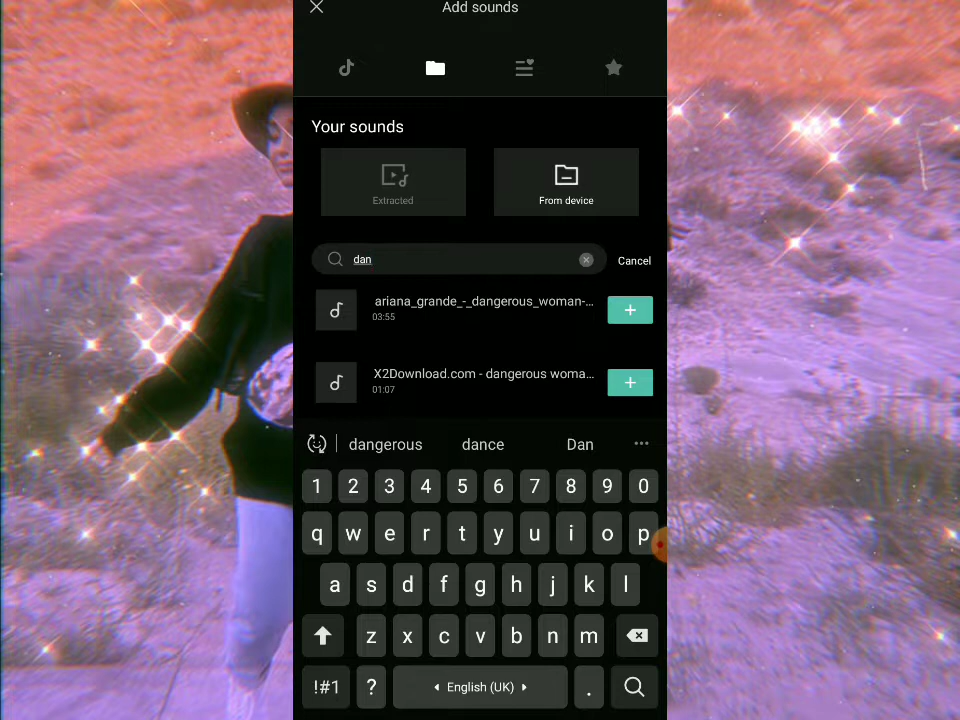 Add sounds
Your sounds
Extracted
From device
dan
Cancel
ariana_grande_-_dangerous_woman-...
03:55
X2Download.com - dangerous woma...
01:07
dangerous dance Dan ...
1 2 3 4 5 6 7 8 9 0
q w e r t y u i o p
a s d f g h j k l
z x c v b n m
!#1 ? English (UK) .